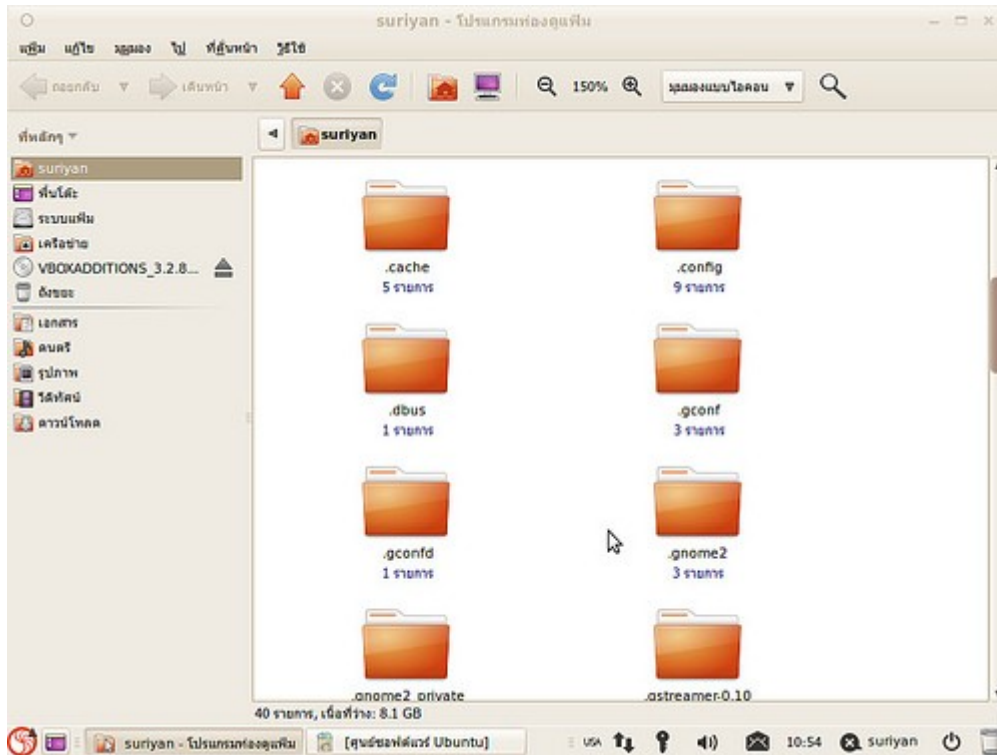 suriyan - โปรแกรมท่องดูแฟ้ม
แฟ้ม แก้ไข มุมมอง ไป ที่คั่นหน้า วิธีใช้
ถอยกลับ เดินหน้า 150% มุมมองแบบไอคอน
ที่หลักๆ
suriyan
suriyan
พื้นโต๊ะ
ระบบแฟ้ม
เครือข่าย
VBOXADDITIONS_3.2.8...
ถังขยะ
เอกสาร
ดนตรี
รูปภาพ
วีดิทัศน์
ดาวน์โหลด
.cache
5 รายการ
.config
9 รายการ
.dbus
1 รายการ
.gconf
3 รายการ
.gconfd
1 รายการ
.gnome2
3 รายการ
.gnome2_private
.gstreamer-0.10
40 รายการ, เนื้อที่ว่าง: 8.1 GB
suriyan - โปรแกรมท่องดูแฟ้ม [ศูนย์ซอฟต์แวร์ Ubuntu] USA 10:54 suriyan